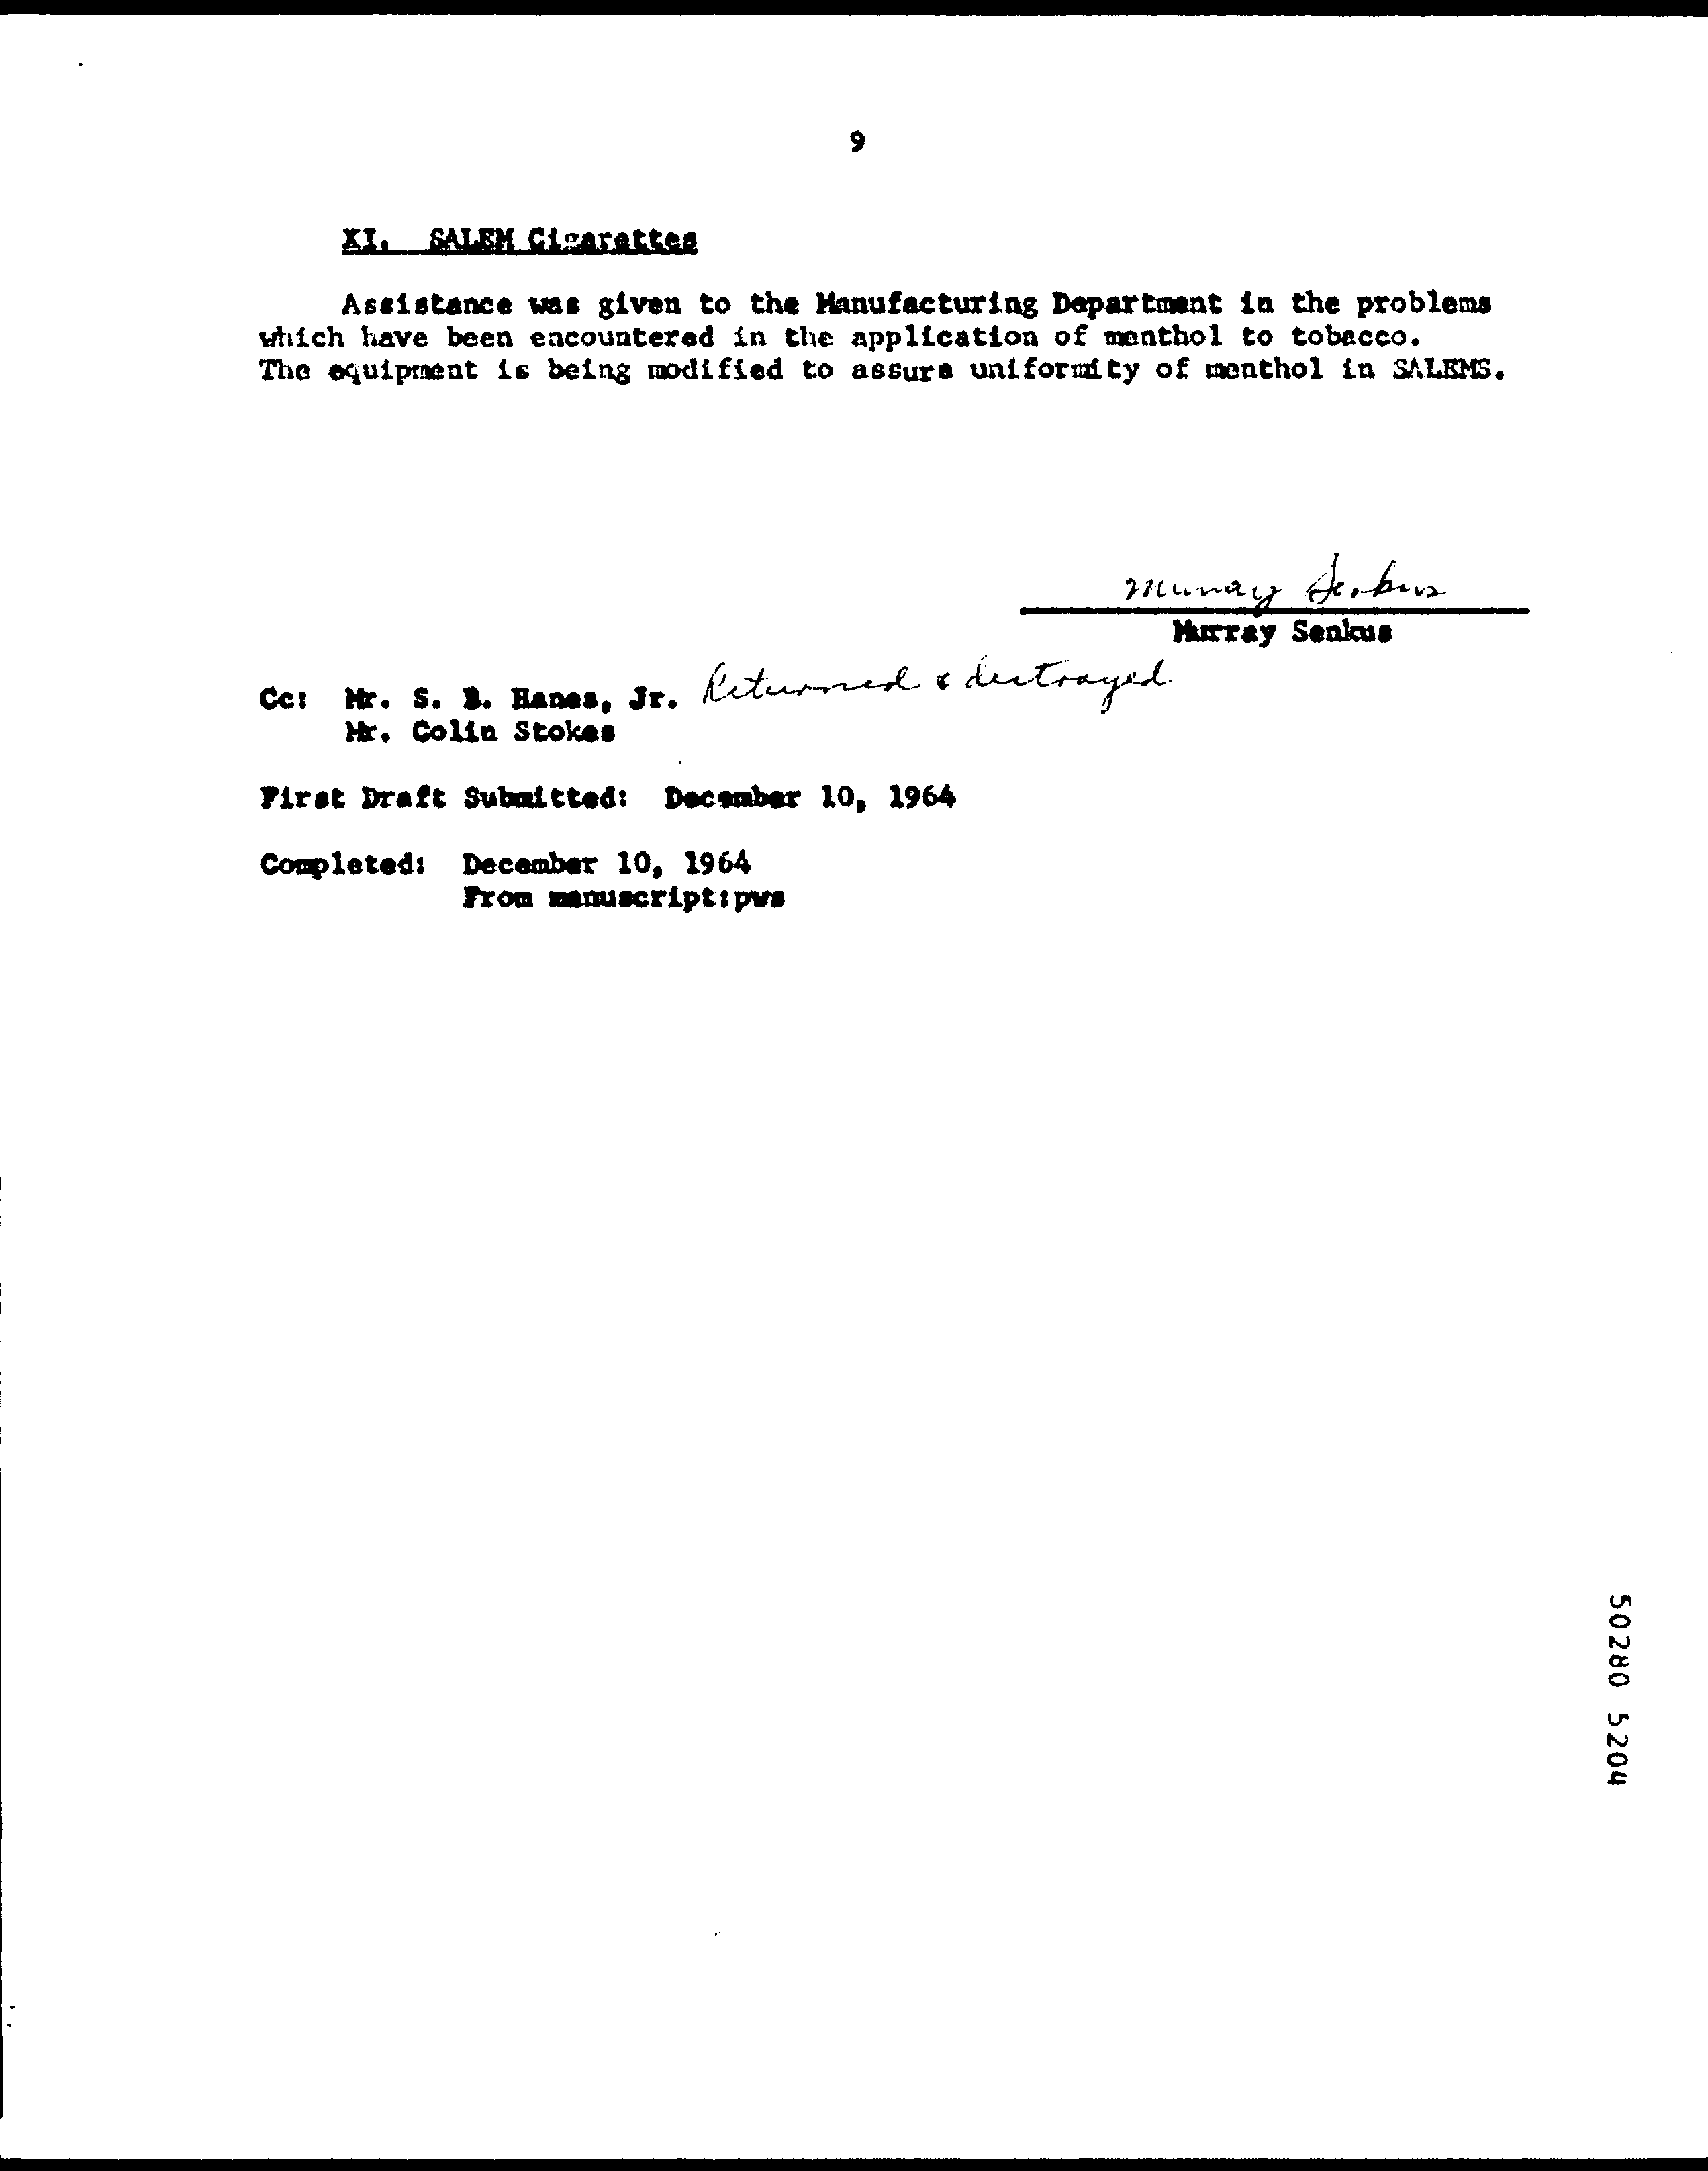 9
XI. SALEM Cigarettes
Assistance was given to the Manufacturing Department in the problems
which have been encountered in the application of menthol to tobacco.
The equipment is being modified to assure uniformity of menthol in SALEMS.
Murray Senkus
Murray Senkus
Cc: Mr. S. B. Hanes, Jr. Returned & destroyed.
Mr. Colin Stokes
First Draft Submitted: December 10, 1964
Completed: December 10, 1964
From manuscript:pws
50280 5204